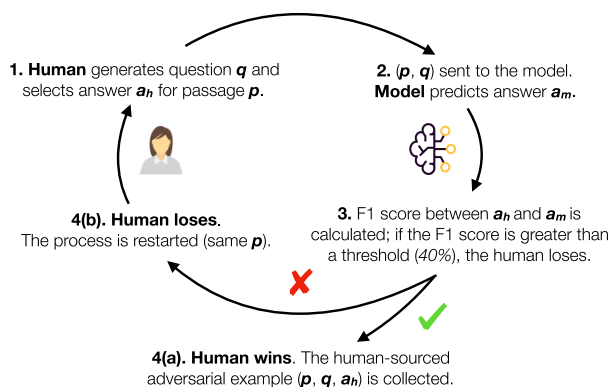 1. Human generates question q and
selects answer aₕ for passage p.
2. (p, q) sent to the model.
Model predicts answer aₘ.
3. F1 score between aₕ and aₘ is
calculated; if the F1 score is greater than
a threshold (40%), the human loses.
4(b). Human loses.
The process is restarted (same p).
4(a). Human wins. The human-sourced
adversarial example (p, q, aₕ) is collected.